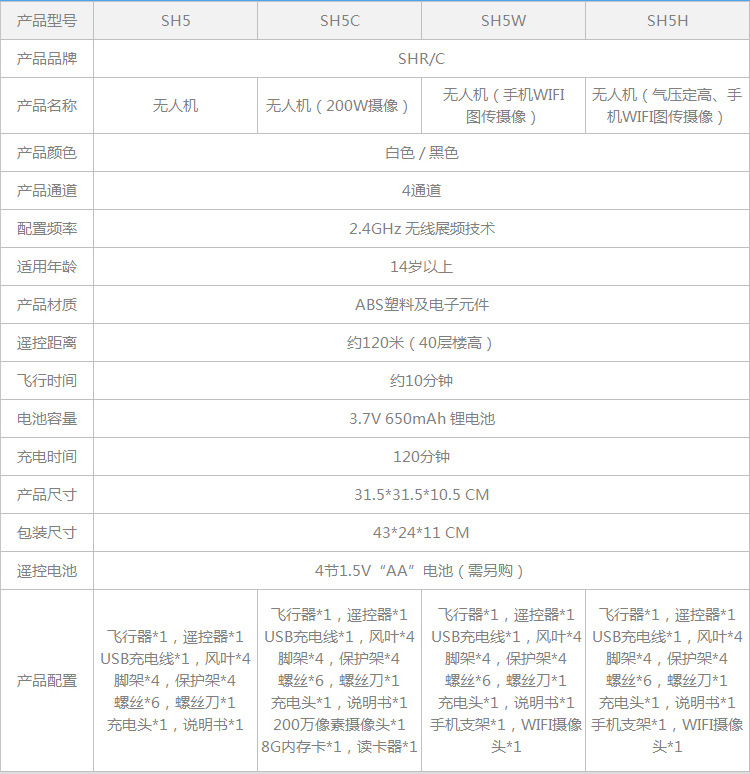 产品型号 SH5 SH5C SH5W SH5H
产品品牌 SHR/C
产品名称 无人机 无人机（200W摄像） 无人机（手机WIFI
图传摄像） 无人机（气压定高、手
机WIFI图传摄像）
产品颜色 白色 / 黑色
产品通道 4通道
配置频率 2.4GHz 无线展频技术
适用年龄 14岁以上
产品材质 ABS塑料及电子元件
遥控距离 约120米（40层楼高）
飞行时间 约10分钟
电池容量 3.7V 650mAh 锂电池
充电时间 120分钟
产品尺寸 31.5*31.5*10.5 CM
包装尺寸 43*24*11 CM
遥控电池 4节1.5V“AA”电池（需另购）
产品配置
飞行器*1，遥控器*1
USB充电线*1，风叶*4
脚架*4，保护架*4
螺丝*6，螺丝刀*1
充电头*1，说明书*1
飞行器*1，遥控器*1
USB充电线*1，风叶*4
脚架*4，保护架*4
螺丝*6，螺丝刀*1
充电头*1，说明书*1
200万像素摄像头*1
8G内存卡*1，读卡器*1
飞行器*1，遥控器*1
USB充电线*1，风叶*4
脚架*4，保护架*4
螺丝*6，螺丝刀*1
充电头*1，说明书*1
手机支架*1，WIFI摄像
头*1
飞行器*1，遥控器*1
USB充电线*1，风叶*4
脚架*4，保护架*4
螺丝*6，螺丝刀*1
充电头*1，说明书*1
手机支架*1，WIFI摄像
头*1